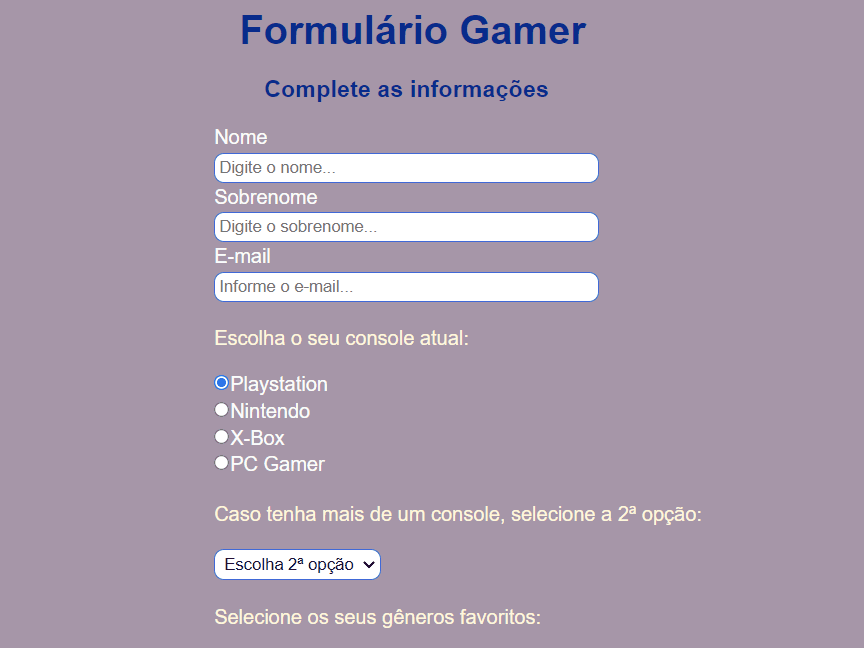 Formulário Gamer
Complete as informações
Nome
Digite o nome...
Sobrenome
Digite o sobrenome...
E-mail
Informe o e-mail...
Escolha o seu console atual:
Playstation
Nintendo
X-Box
PC Gamer
Caso tenha mais de um console, selecione a 2ª opção:
Escolha 2ª opção
Selecione os seus gêneros favoritos: